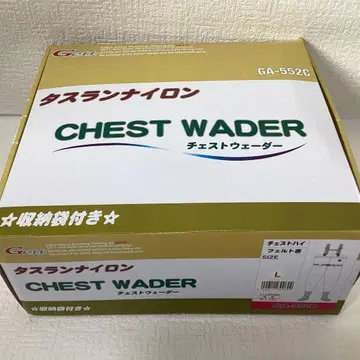 GA-552C
タスランナイロン
CHEST WADER
チェストウェーダー
☆収納袋付き☆
タスランナイロン
CHEST WADER
チェストウェーダー
☆収納袋付き☆
チェストハイ
フェルト底
SIZE
L